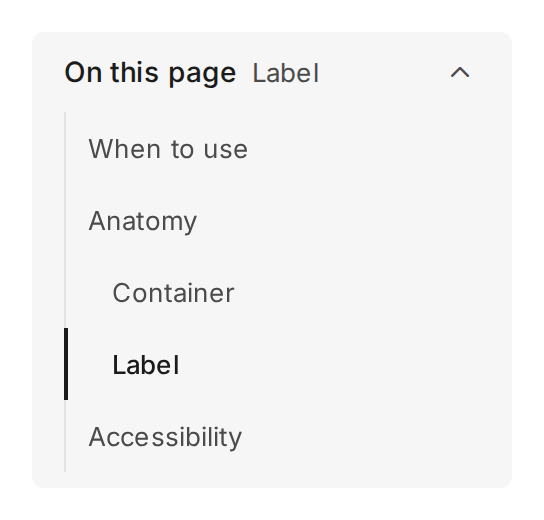 On this page Label
When to use
Anatomy
Container
Label
Accessibility